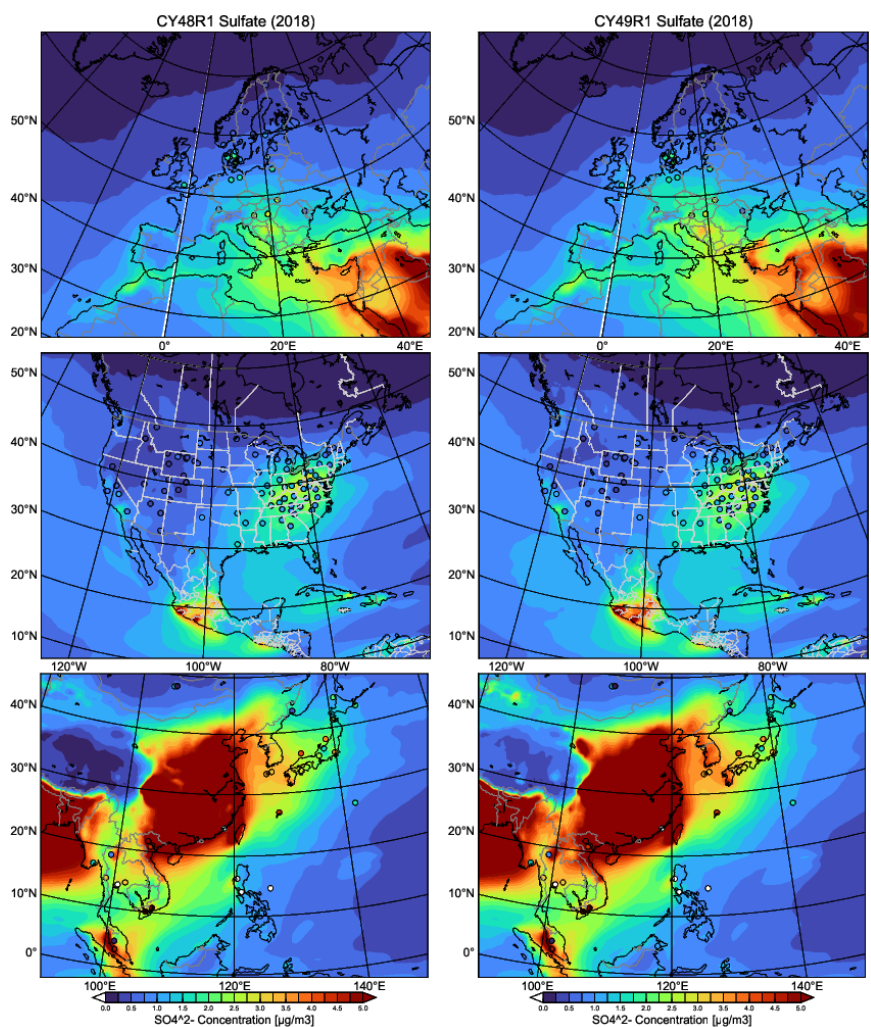 CY48R1 Sulfate (2018) CY49R1 Sulfate (2018)
50°N 50°N
40°N 40°N
30°N 30°N
20°N 20°N
0° 20°E 40°E 0° 20°E 40°E
50°N 50°N
40°N 40°N
30°N 30°N
20°N 20°N
10°N 10°N
120°W 100°W 80°W 120°W 100°W 80°W
40°N 40°N
30°N 30°N
20°N 20°N
10°N 10°N
0° 0°
100°E 120°E 140°E 100°E 120°E 140°E
0.0 0.5 1.0 1.5 2.0 2.5 3.0 3.5 4.0 4.5 5.0 0.0 0.5 1.0 1.5 2.0 2.5 3.0 3.5 4.0 4.5 5.0
SO4^2- Concentration [µg/m3] SO4^2- Concentration [µg/m3]